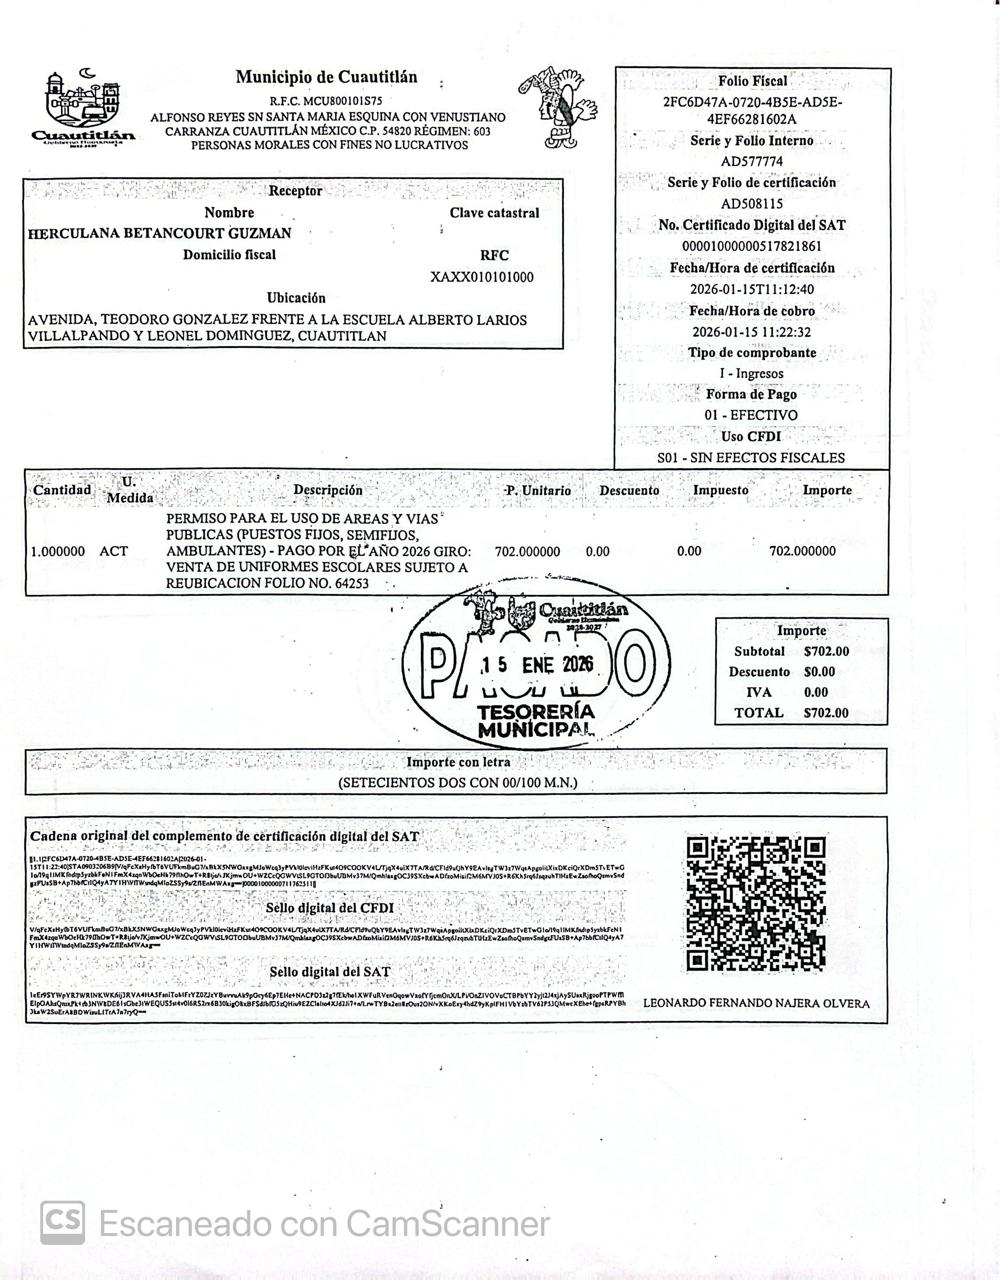 Cuautitlán
Municipio de Cuautitlán
R.F.C. MCU800101S75
ALFONSO REYES SN SANTA MARIA ESQUINA CON VENUSTIANO
CARRANZA CUAUTITLÁN MÉXICO C.P. 54820 RÉGIMEN: 603
PERSONAS MORALES CON FINES NO LUCRATIVOS
Folio Fiscal
2FC6D47A-0720-4B5E-AD5E-
4EF66281602A
Serie y Folio Interno
AD577774
Serie y Folio de certificación
AD508115
No. Certificado Digital del SAT
00001000000517821861
Fecha/Hora de certificación
2026-01-15T11:12:40
Fecha/Hora de cobro
2026-01-15 11:22:32
Tipo de comprobante
I - Ingresos
Forma de Pago
01 - EFECTIVO
Uso CFDI
S01 - SIN EFECTOS FISCALES
Receptor
Nombre Clave catastral
HERCULANA BETANCOURT GUZMAN
Domicilio fiscal RFC
XAXX010101000
Ubicación
AVENIDA, TEODORO GONZALEZ FRENTE A LA ESCUELA ALBERTO LARIOS
VILLALPANDO Y LEONEL DOMINGUEZ, CUAUTITLAN
Cantidad U. Medida Descripción P. Unitario Descuento Impuesto Importe
PERMISO PARA EL USO DE AREAS Y VIAS
PUBLICAS (PUESTOS FIJOS, SEMIFIJOS,
1.000000 ACT AMBULANTES) - PAGO POR EL AÑO 2026 GIRO: 702.000000 0.00 0.00 702.000000
VENTA DE UNIFORMES ESCOLARES SUJETO A
REUBICACION FOLIO NO. 64253
Cuautitlán
PAGADO
15 ENE 2026
TESORERÍA
MUNICIPAL
Importe
Subtotal $702.00
Descuento $0.00
IVA 0.00
TOTAL $702.00
Importe con letra
(SETECIENTOS DOS CON 00/100 M.N.)
Cadena original del complemento de certificación digital del SAT
Sello digital del CFDI
Sello digital del SAT
LEONARDO FERNANDO NAJERA OLVERA
CS Escaneado con CamScanner